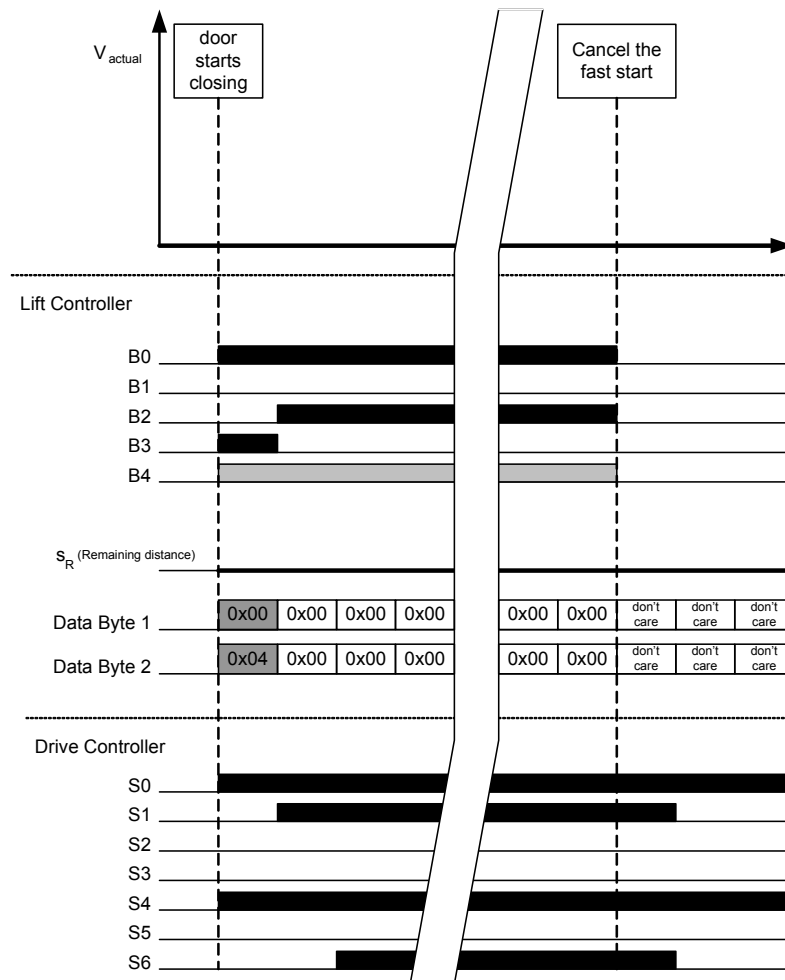 V actual
door
starts
closing
Cancel the
fast start
Lift Controller
B0
B1
B2
B3
B4
SR (Remaining distance)
Data Byte 1 0x00 0x00 0x00 0x00 0x00 0x00 don't care don't care don't care
Data Byte 2 0x04 0x00 0x00 0x00 0x00 0x00 don't care don't care don't care
Drive Controller
S0
S1
S2
S3
S4
S5
S6